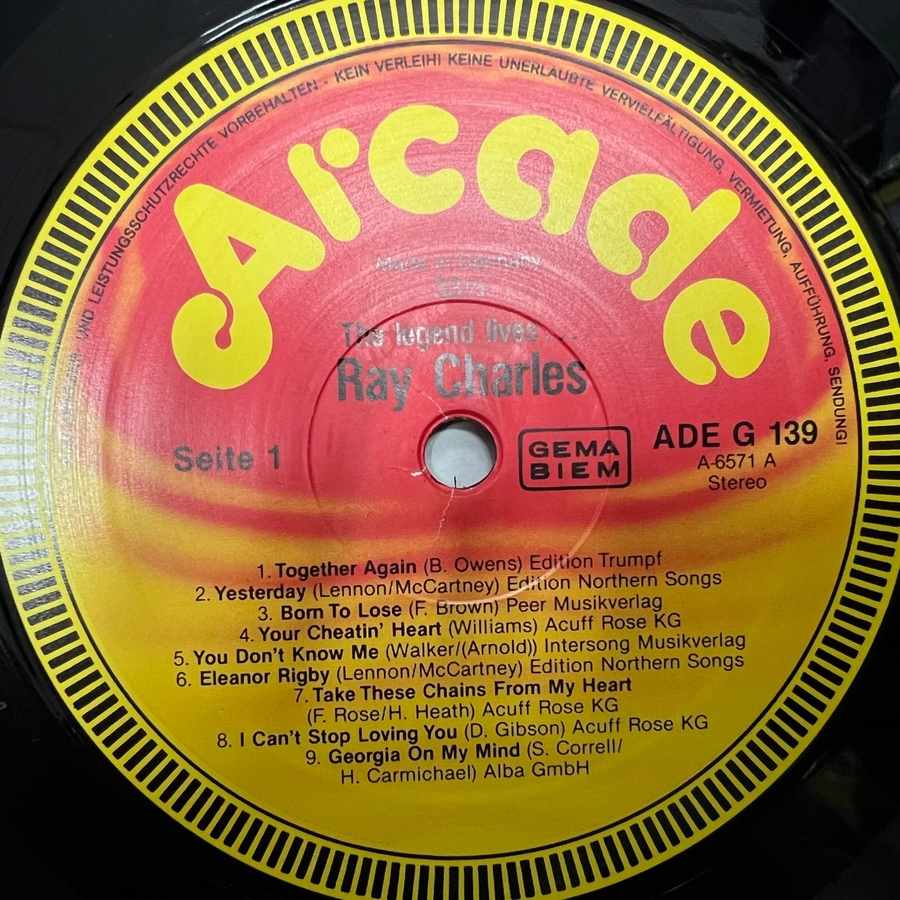 UND LEISTUNGSSCHUTZRECHTE VORBEHALTEN - KEIN VERLEIH! KEINE UNERLAUBTE VERVIELFÄLTIGUNG, VERMIETUNG, AUFFÜHRUNG, SENDUNG!
Arcade
Made in Germany
The legend lives . . .
Ray Charles
Seite 1
GEMA
BIEM
ADE G 139
A-6571 A
Stereo
1. Together Again (B. Owens) Edition Trumpf
2. Yesterday (Lennon/McCartney) Edition Northern Songs
3. Born To Lose (F. Brown) Peer Musikverlag
4. Your Cheatin' Heart (Williams) Acuff Rose KG
5. You Don't Know Me (Walker/(Arnold)) Intersong Musikverlag
6. Eleanor Rigby (Lennon/McCartney) Edition Northern Songs
7. Take These Chains From My Heart
(F. Rose/H. Heath) Acuff Rose KG
8. I Can't Stop Loving You (D. Gibson) Acuff Rose KG
9. Georgia On My Mind (S. Correll/
H. Carmichael) Alba GmbH